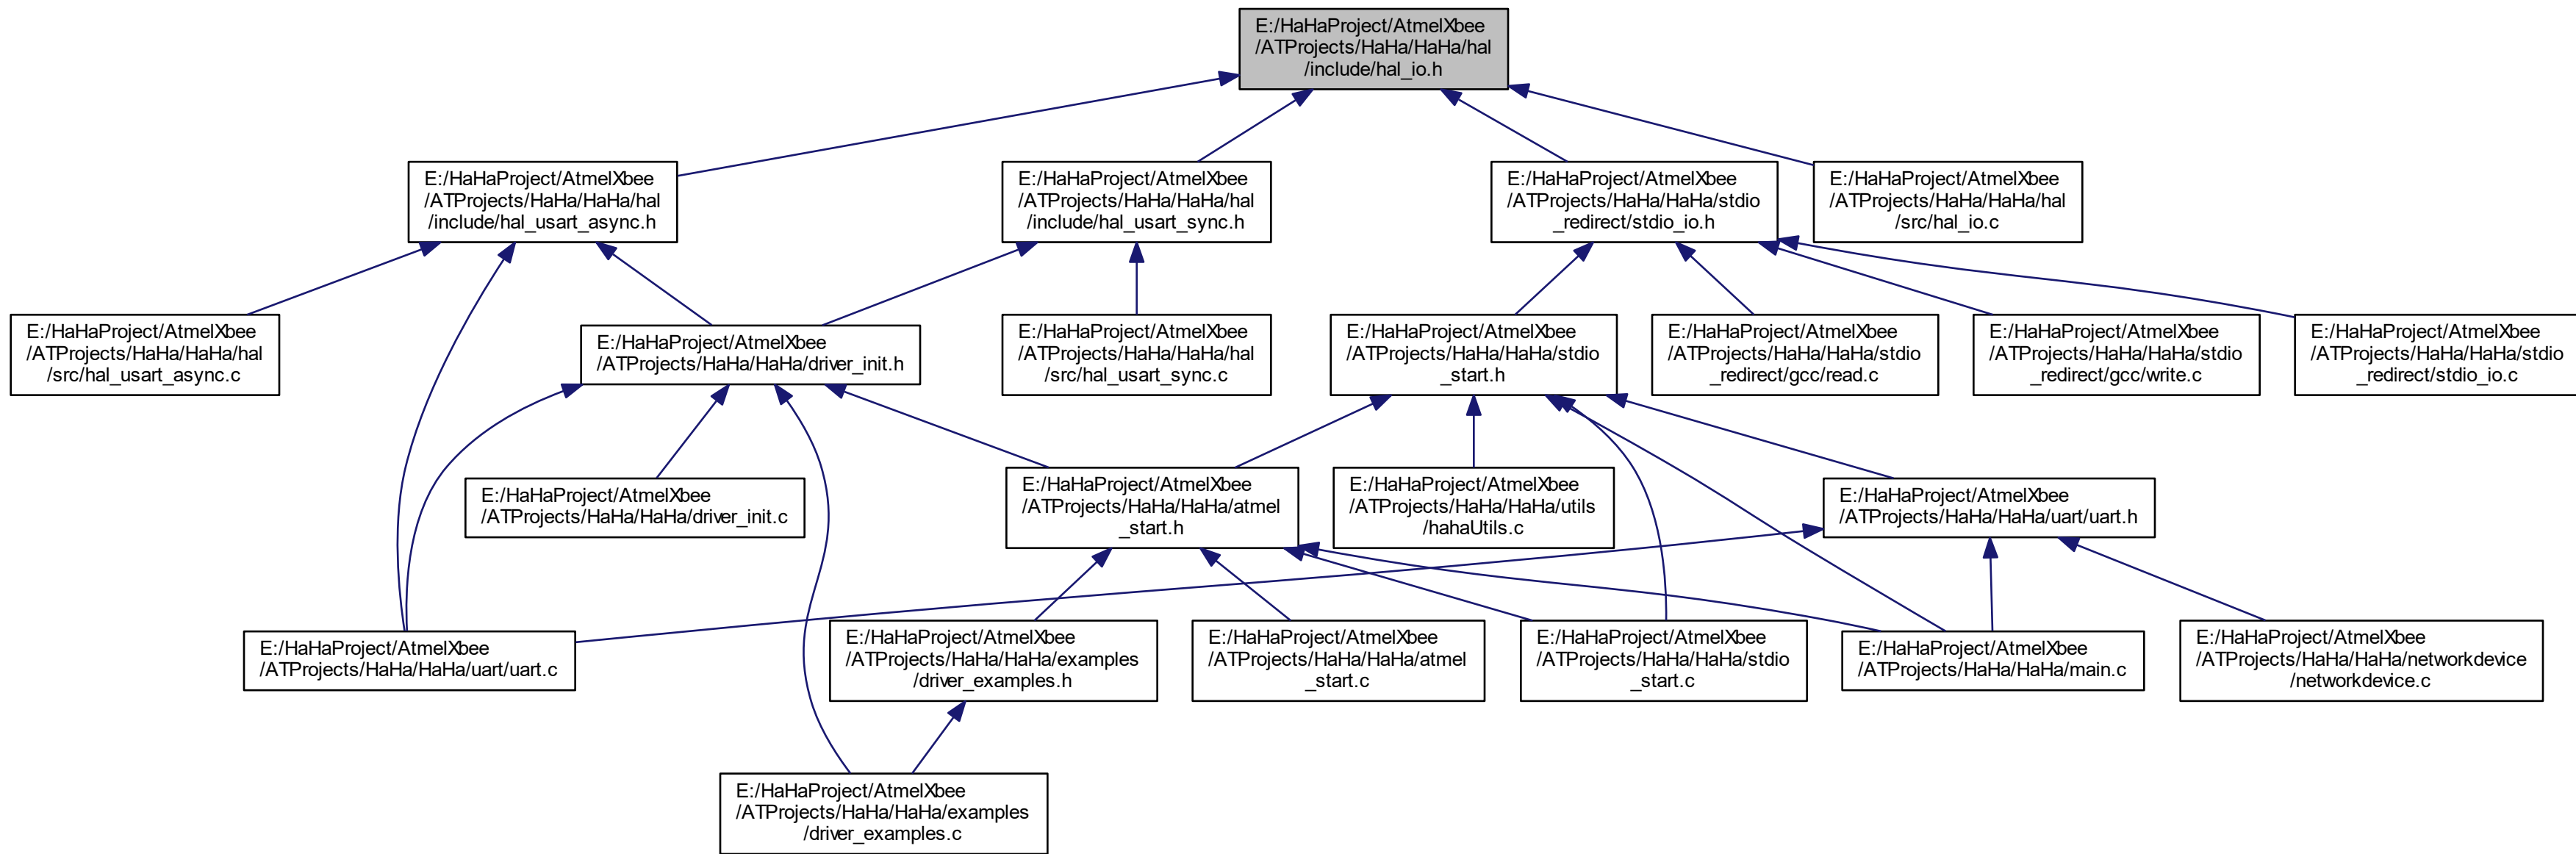 E:/HaHaProject/AtmelXbee
/ATProjects/HaHa/HaHa/hal
/include/hal_io.h
E:/HaHaProject/AtmelXbee
/ATProjects/HaHa/HaHa/hal
/include/hal_usart_async.h
E:/HaHaProject/AtmelXbee
/ATProjects/HaHa/HaHa/hal
/include/hal_usart_sync.h
E:/HaHaProject/AtmelXbee
/ATProjects/HaHa/HaHa/stdio
_redirect/stdio_io.h
E:/HaHaProject/AtmelXbee
/ATProjects/HaHa/HaHa/hal
/src/hal_io.c
E:/HaHaProject/AtmelXbee
/ATProjects/HaHa/HaHa/hal
/src/hal_usart_async.c
E:/HaHaProject/AtmelXbee
/ATProjects/HaHa/HaHa/driver_init.h
E:/HaHaProject/AtmelXbee
/ATProjects/HaHa/HaHa/hal
/src/hal_usart_sync.c
E:/HaHaProject/AtmelXbee
/ATProjects/HaHa/HaHa/stdio
_start.h
E:/HaHaProject/AtmelXbee
/ATProjects/HaHa/HaHa/stdio
_redirect/gcc/read.c
E:/HaHaProject/AtmelXbee
/ATProjects/HaHa/HaHa/stdio
_redirect/gcc/write.c
E:/HaHaProject/AtmelXbee
/ATProjects/HaHa/HaHa/stdio
_redirect/stdio_io.c
E:/HaHaProject/AtmelXbee
/ATProjects/HaHa/HaHa/driver_init.c
E:/HaHaProject/AtmelXbee
/ATProjects/HaHa/HaHa/atmel
_start.h
E:/HaHaProject/AtmelXbee
/ATProjects/HaHa/HaHa/utils
/hahaUtils.c
E:/HaHaProject/AtmelXbee
/ATProjects/HaHa/HaHa/uart/uart.h
E:/HaHaProject/AtmelXbee
/ATProjects/HaHa/HaHa/uart/uart.c
E:/HaHaProject/AtmelXbee
/ATProjects/HaHa/HaHa/examples
/driver_examples.h
E:/HaHaProject/AtmelXbee
/ATProjects/HaHa/HaHa/atmel
_start.c
E:/HaHaProject/AtmelXbee
/ATProjects/HaHa/HaHa/stdio
_start.c
E:/HaHaProject/AtmelXbee
/ATProjects/HaHa/HaHa/main.c
E:/HaHaProject/AtmelXbee
/ATProjects/HaHa/HaHa/networkdevice
/networkdevice.c
E:/HaHaProject/AtmelXbee
/ATProjects/HaHa/HaHa/examples
/driver_examples.c